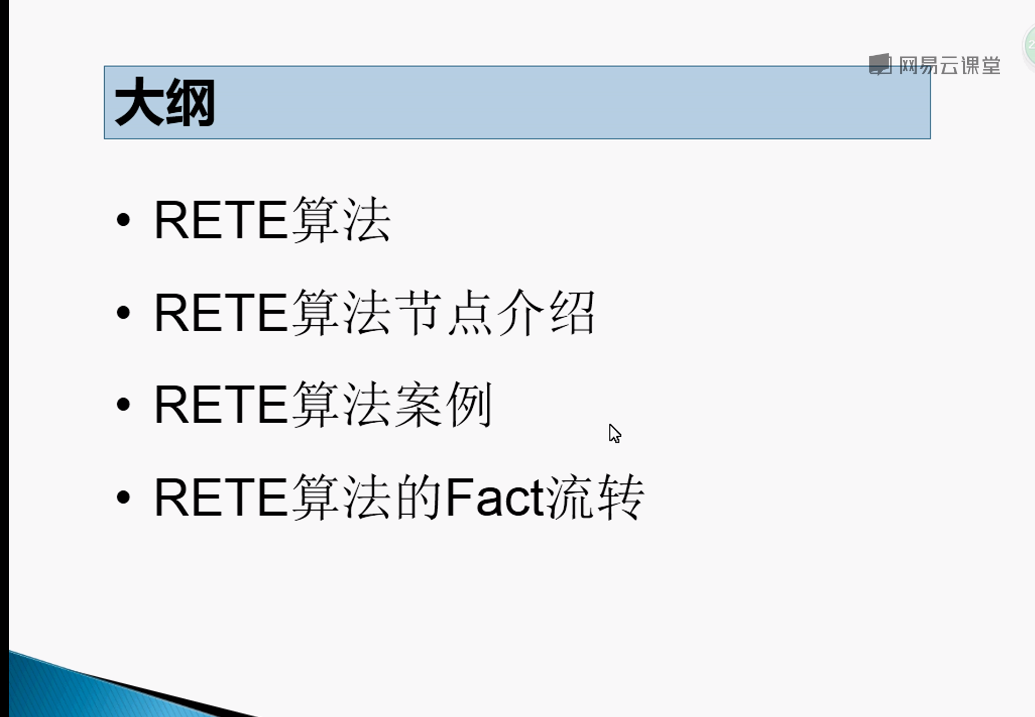 网易云课堂
大纲
• RETE算法
• RETE算法节点介绍
• RETE算法案例
• RETE算法的Fact流转